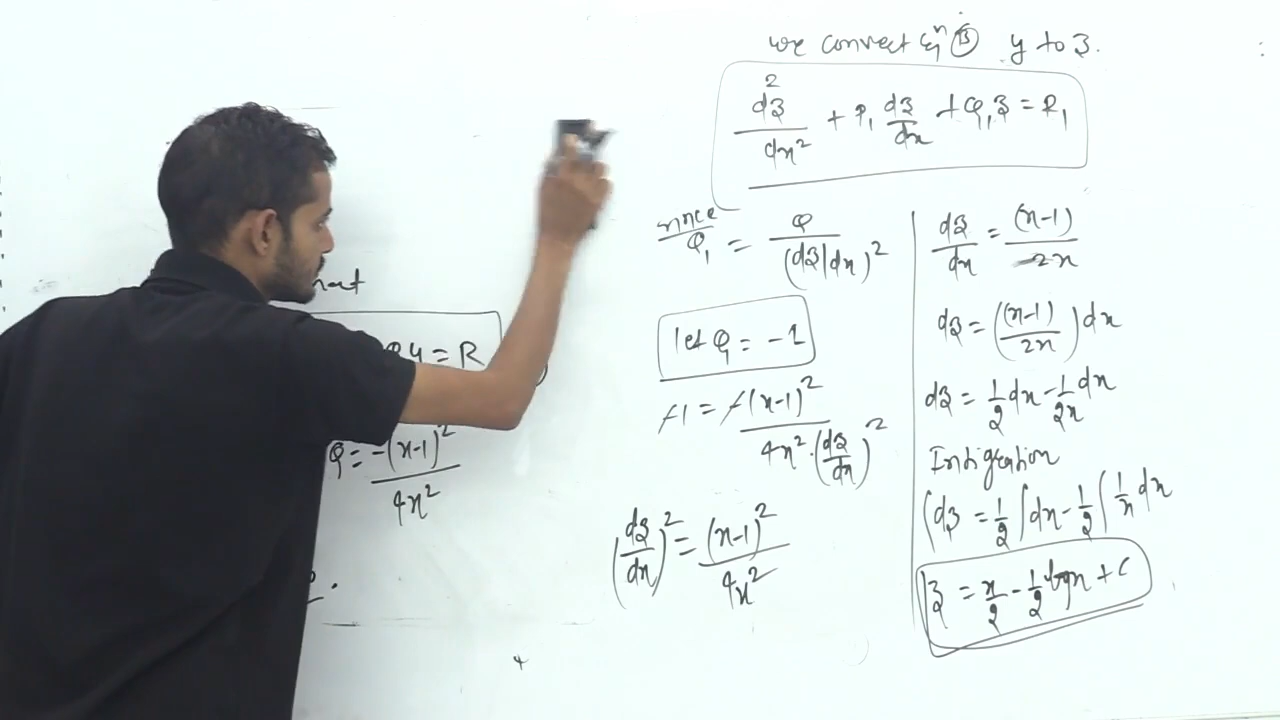 we convert eqⁿ ⑬ y to z.
d²z/dx² + P₁ dz/dx + Q₁z = R₁
since
Q₁ = Q/(dz/dx)²
let Q₁ = -1
-1 = -(x-1)²/4x²·(dz/dx)²
(dz/dx)² = (x-1)²/4x²
dz/dx = (x-1)/2x
dz = ((x-1)/2x) dx
dz = 1/2 dx - 1/2x dx
Intigration
∫dz = 1/2 ∫dx - 1/2 ∫ 1/x dx
z = x/2 - 1/2 log x + C
y = R
Q = -(x-1)²/4x²